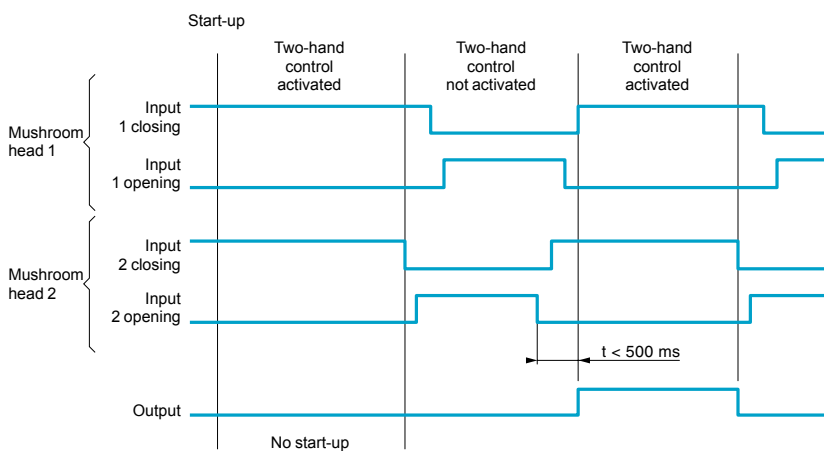 Start-up
Two-hand
control
activated
Two-hand
control
not activated
Two-hand
control
activated
Mushroom
head 1
Input
1 closing
Input
1 opening
Mushroom
head 2
Input
2 closing
Input
2 opening
t < 500 ms
Output
No start-up